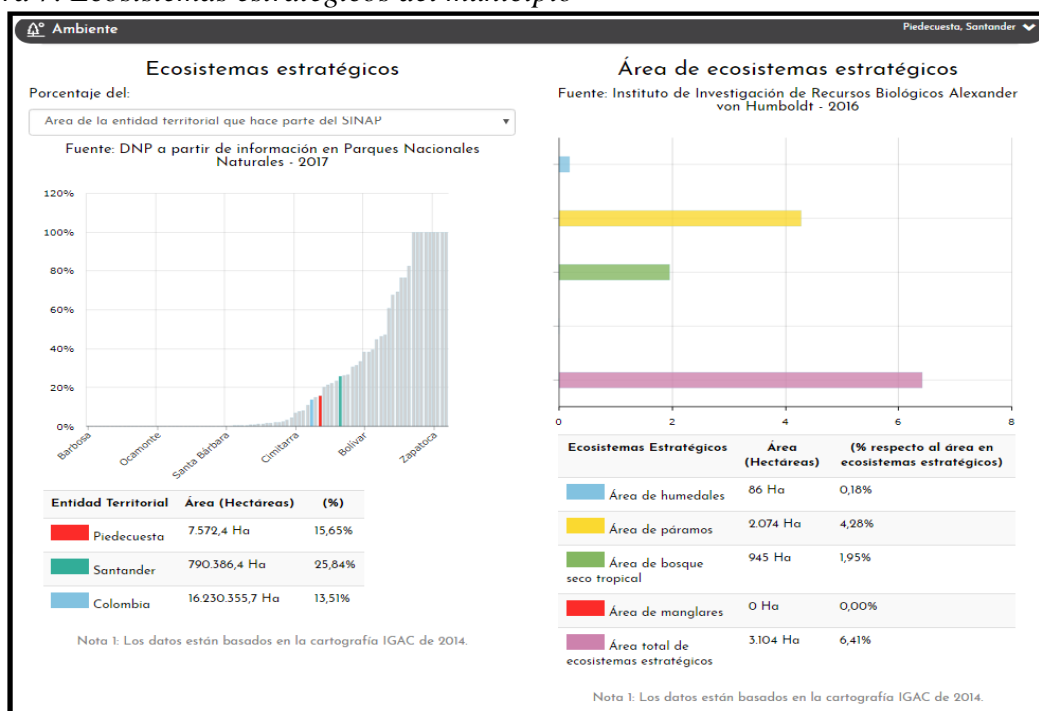 Ecosistemas estratégicos del municipio
Ambiente
Piedecuesta, Santander
Ecosistemas estratégicos
Porcentaje del:
Area de la entidad territorial que hace parte del SINAP
Fuente: DNP a partir de información en Parques Nacionales
Naturales - 2017
120%
100%
80%
60%
40%
20%
0%
Barbosa
Ocamonte
Santa Bárbara
Cimitarra
Bolívar
Zapatoca
Entidad Territorial Área (Hectáreas) (%)
Piedecuesta 7.572,4 Ha 15,65%
Santander 790.386,4 Ha 25,84%
Colombia 16.230.355,7 Ha 13,51%
Nota 1: Los datos están basados en la cartografía IGAC de 2014.
Área de ecosistemas estratégicos
Fuente: Instituto de Investigación de Recursos Biológicos Alexander
von Humboldt - 2016
0 2 4 6 8
Ecosistemas Estratégicos Área (% respecto al área en
(Hectáreas) ecosistemas estratégicos)
Área de humedales 86 Ha 0,18%
Área de páramos 2.074 Ha 4,28%
Área de bosque 945 Ha 1,95%
seco tropical
Área de manglares 0 Ha 0,00%
Área total de 3.104 Ha 6,41%
ecosistemas estratégicos
Nota 1: Los datos están basados en la cartografía IGAC de 2014.